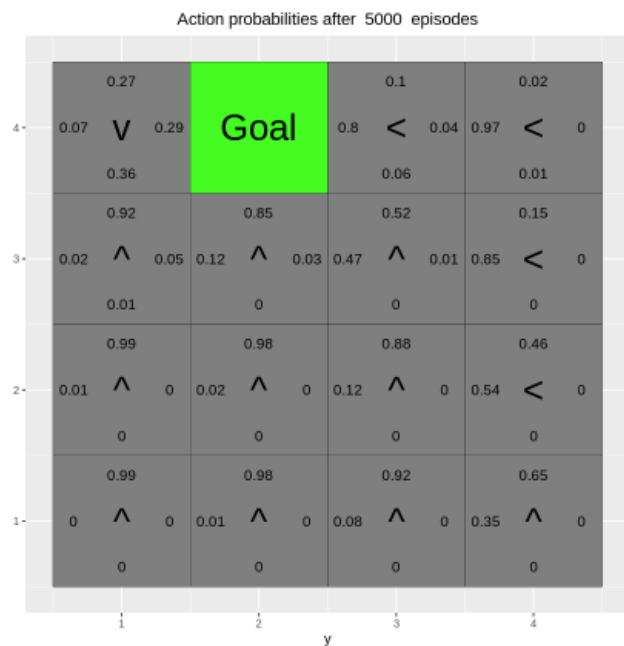 Action probabilities after 5000 episodes
0.27 0.1 0.02
4 0.07 v 0.29 Goal 0.8 < 0.04 0.97 < 0
0.36 0.06 0.01
0.92 0.85 0.52 0.15
3 0.02 ^ 0.05 0.12 ^ 0.03 0.47 ^ 0.01 0.85 < 0
0.01 0 0 0
0.99 0.98 0.88 0.46
2 0.01 ^ 0 0.02 ^ 0 0.12 ^ 0 0.54 < 0
0 0 0 0
0.99 0.98 0.92 0.65
1 0 ^ 0 0.01 ^ 0 0.08 ^ 0 0.35 ^ 0
0 0 0 0
1 2 3 4
y